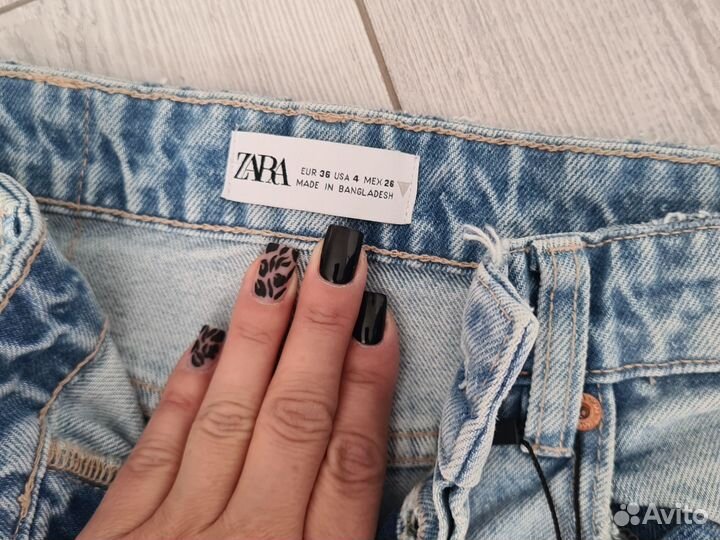 ZARA
EUR 36 USA 4 MEX 26
MADE IN BANGLADESH
Avito